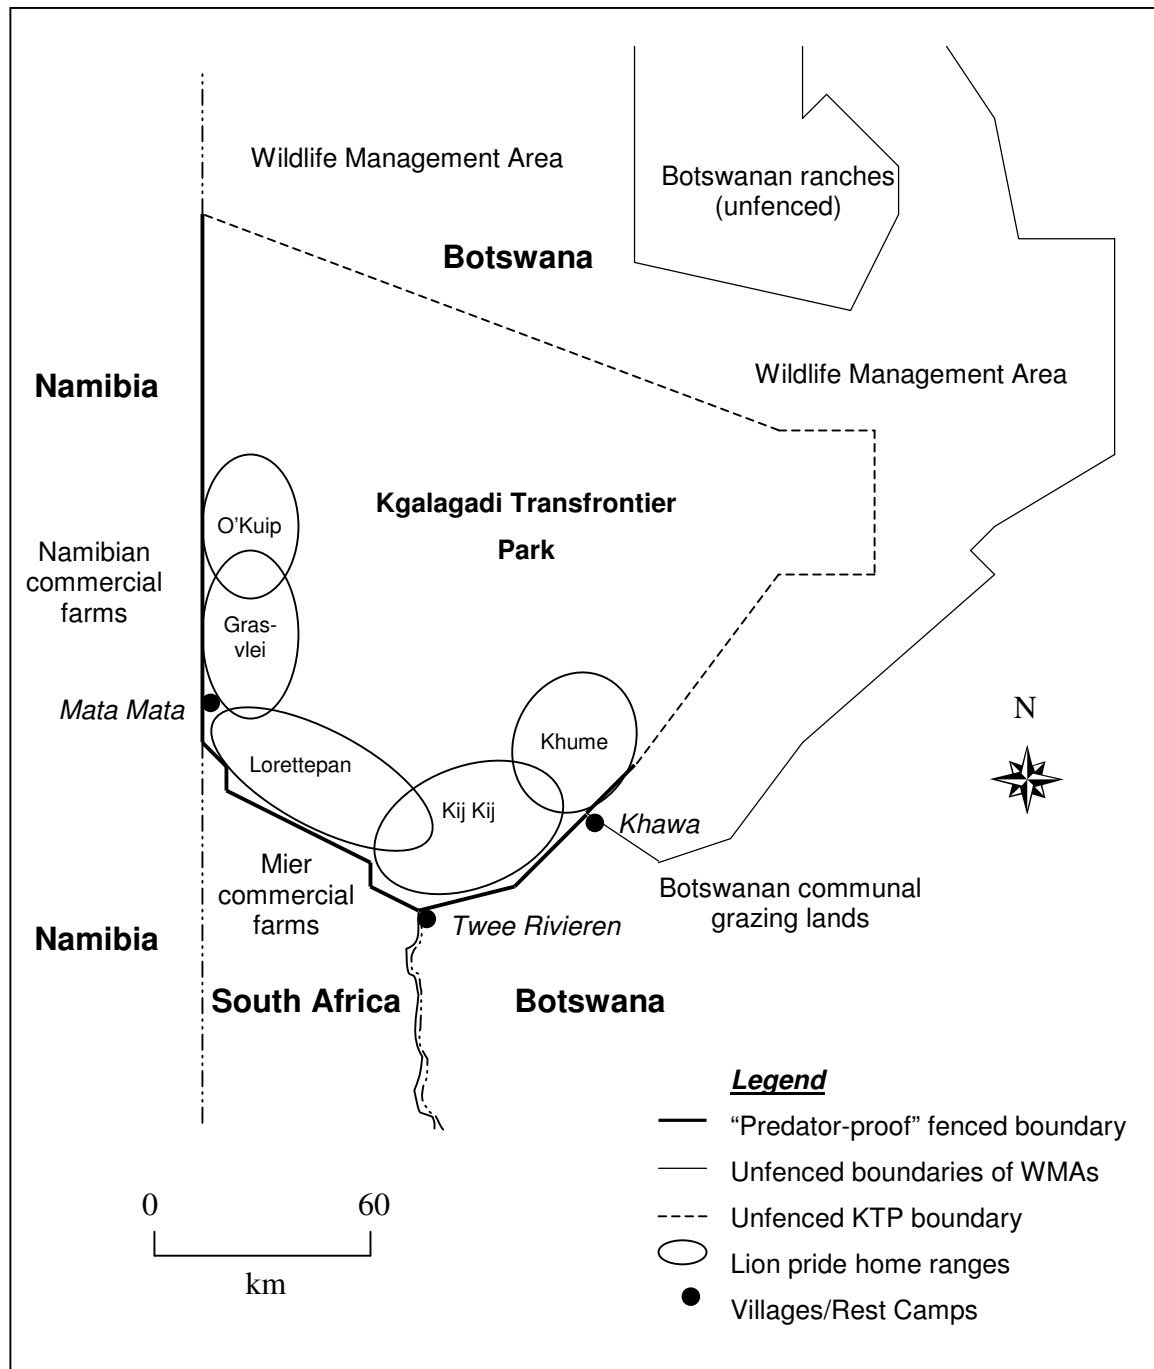 Wildlife Management Area
Botswanan ranches
(unfenced)
Botswana
Namibia
Wildlife Management Area
Kgalagadi Transfrontier
Park
O'Kuip
Namibian
commercial
farms
Gras-
vlei
Mata Mata
N
Khume
Lorettepan
Kij Kij
Khawa
Mier
commercial
farms
Botswanan communal
grazing lands
Namibia
Twee Rivieren
South Africa
Botswana
Legend
“Predator-proof” fenced boundary
Unfenced boundaries of WMAs
Unfenced KTP boundary
Lion pride home ranges
Villages/Rest Camps
0 60
km